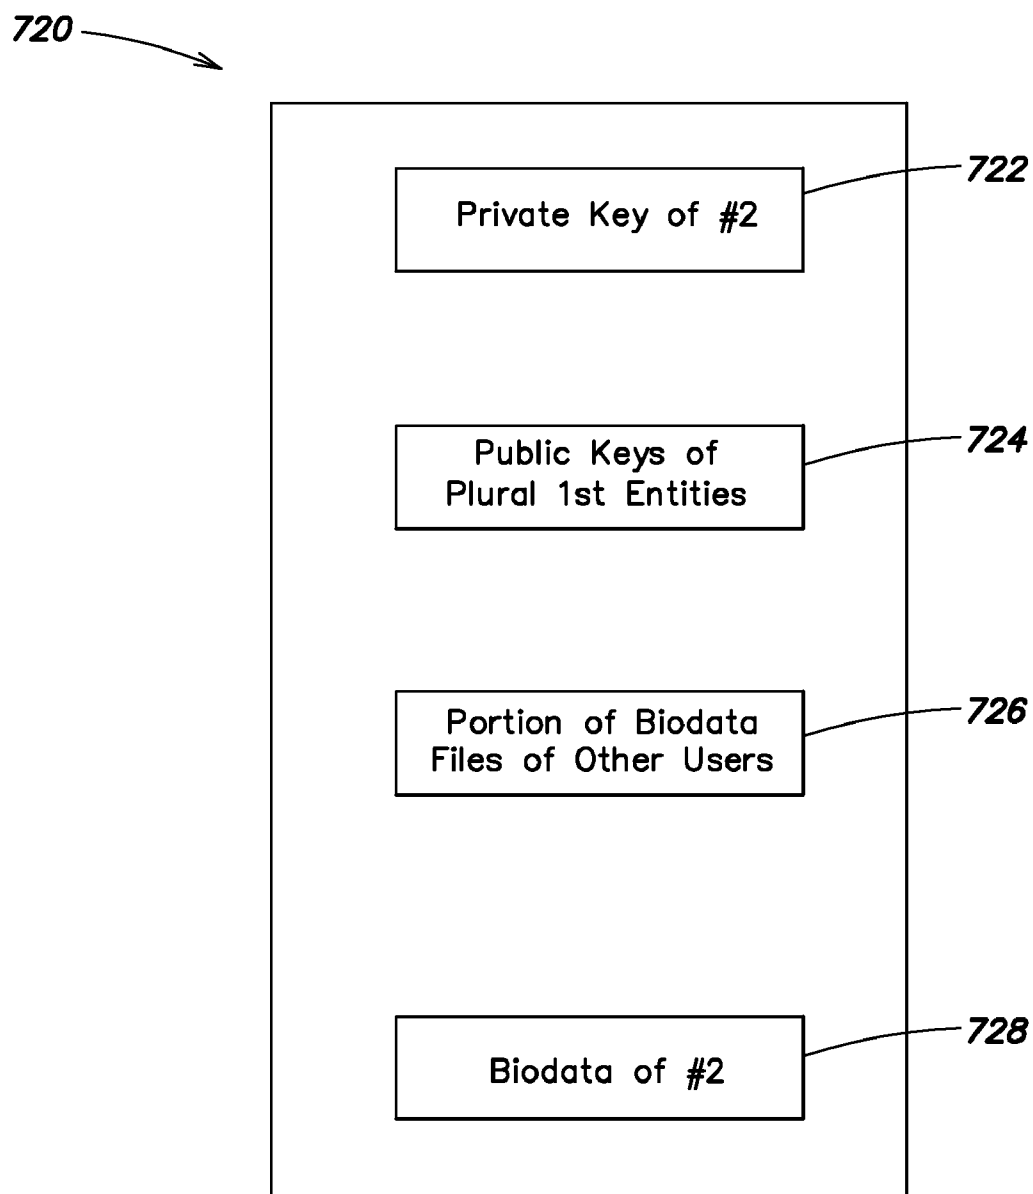 720
722
Private Key of #2
724
Public Keys of
Plural 1st Entities
726
Portion of Biodata
Files of Other Users
728
Biodata of #2